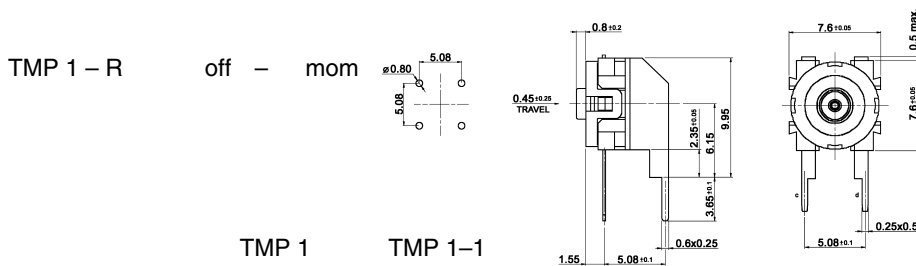 TMP 1 – R off – mom
5.08
ø0.80
5.08
0.8±0.2
0.45±0.25
TRAVEL
2.35±0.05
6.15
9.95
3.65±0.1
0.6x0.25
1.55
5.08±0.1
7.6±0.05
0.5 max.
7.6±0.05
0.25x0.5
5.08±0.1
TMP 1 TMP 1–1